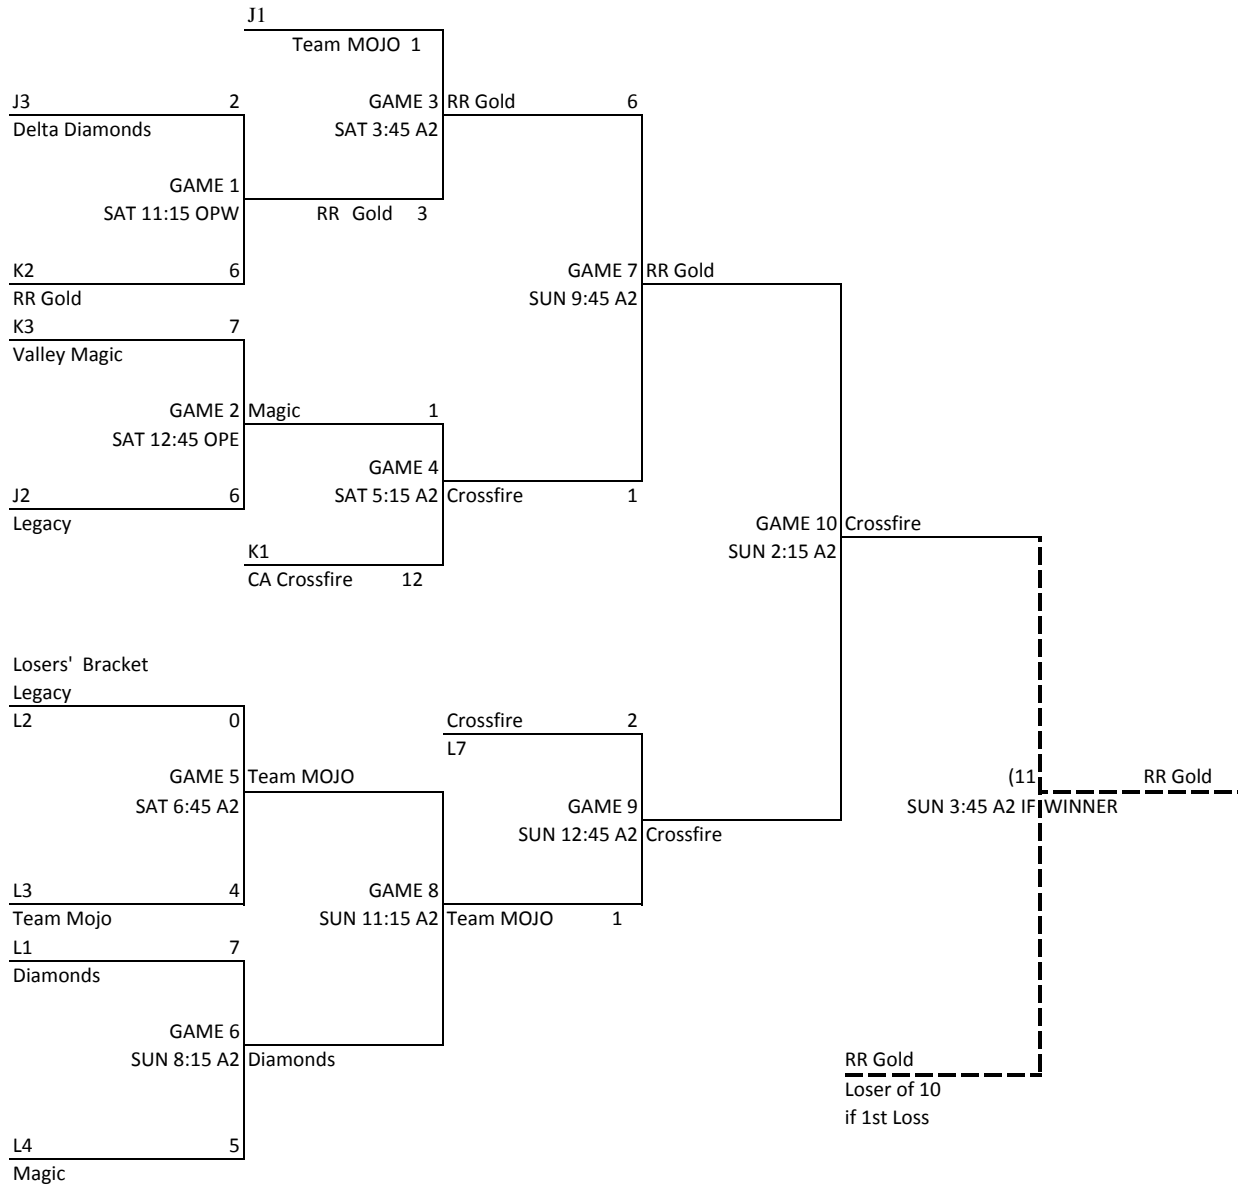 J1
Team MOJO 1
J3 2
Delta Diamonds
GAME 3 RR Gold 6
SAT 3:45 A2
GAME 1
SAT 11:15 OPW
RR Gold 3
K2 6
RR Gold
GAME 7 RR Gold
SUN 9:45 A2
K3 7
Valley Magic
GAME 2 Magic 1
SAT 12:45 OPE
GAME 4
SAT 5:15 A2 Crossfire 1
J2 6
Legacy
GAME 10 Crossfire
SUN 2:15 A2
K1
CA Crossfire 12
Losers' Bracket
Legacy
L2 0
Crossfire 2
L7
GAME 5 Team MOJO
SAT 6:45 A2
(11 RR Gold
SUN 3:45 A2 IF WINNER
GAME 9
SUN 12:45 A2 Crossfire
L3 4
Team Mojo
GAME 8
SUN 11:15 A2 Team MOJO 1
L1 7
Diamonds
GAME 6
SUN 8:15 A2 Diamonds
RR Gold
Loser of 10
if 1st Loss
L4 5
Magic